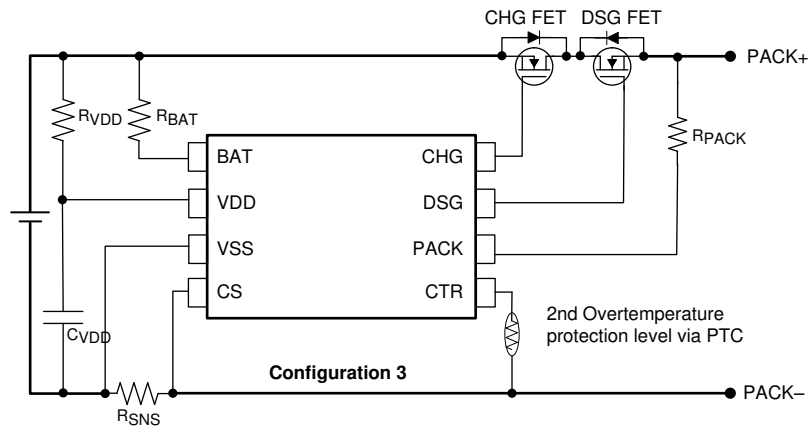 CHG FET DSG FET
PACK+
RVDD
RBAT
RPACK
BAT
CHG
VDD
DSG
VSS
PACK
CS
CTR
2nd Overtemperature
protection level via PTC
CVDD
Configuration 3
PACK–
RSNS